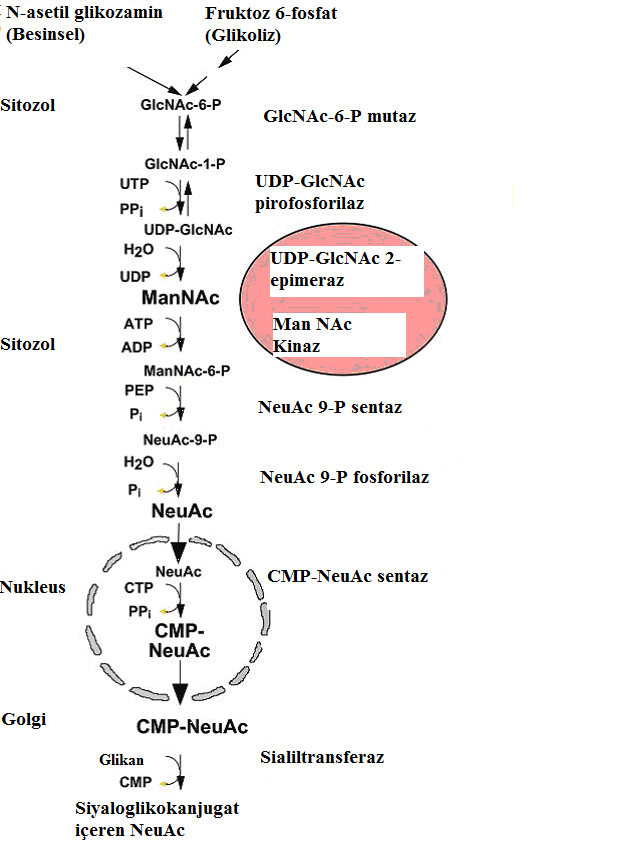 N-asetil glikozamin
(Besinsel)
Fruktoz 6-fosfat
(Glikoliz)
Sitozol
GlcNAc-6-P
GlcNAc-6-P mutaz
GlcNAc-1-P
UTP
PPi
UDP-GlcNAc
pirofosforilaz
UDP-GlcNAc
H2O
UDP
UDP-GlcNAc 2-
epimeraz
ManNAc
ATP
ADP
Man NAc
Kinaz
Sitozol
ManNAc-6-P
PEP
Pi
NeuAc 9-P sentaz
NeuAc-9-P
H2O
Pi
NeuAc 9-P fosforilaz
NeuAc
Nukleus
NeuAc
CTP
PPi
CMP-NeuAc sentaz
CMP-
NeuAc
Golgi
CMP-NeuAc
Glikan
CMP
Sialiltransferaz
Siyaloglikokanjugat
içeren NeuAc